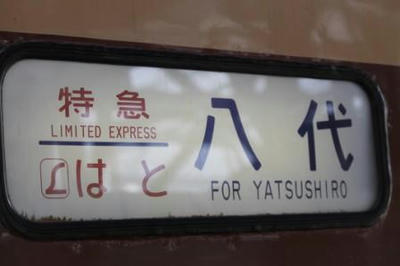 特急
LIMITED EXPRESS
はと
八代
FOR YATSUSHIRO